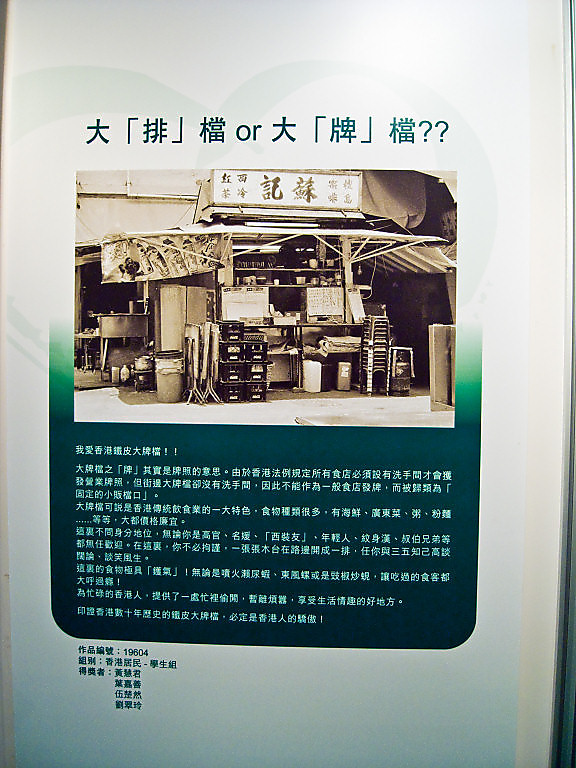 大「排」檔 or 大「牌」檔??
紅茶
西冷
記蘇
我愛香港鐵皮大牌檔！！
大牌檔之「牌」其實是牌照的意思。由於香港法例規定所有食店必須設有洗手間才會獲
發營業牌照，但街邊大牌檔卻沒有洗手間，因此不能作為一般食店發牌，而被歸類為「
固定的小販檔口」。
大牌檔可說是香港傳統飲食業的一大特色，食物種類很多，有海鮮、廣東菜、粥、粉麵
......等等，大都價格廉宜。
這裏不同身分地位，無論你是高官、名媛、「西裝友」、年輕人、紋身漢、叔伯兄弟等
都無任歡迎。在這裏，你不必拘謹，一張張木台在路邊開成一排，任你與三五知己高談
闊論、談笑風生。
這裏的食物極具「鑊氣」！無論是噴火瀨尿蝦、東風螺或是豉椒炒蜆，讓吃過的食客都
大呼過癮！
為忙碌的香港人，提供了一處忙裡偷閒，暫離煩囂，享受生活情趣的好地方。
印證香港數十年歷史的鐵皮大牌檔，必定是香港人的驕傲！
作品編號：19604
組別：香港居民 - 學生組
得獎者：黃慧君
葉嘉善
伍楚然
劉翠玲